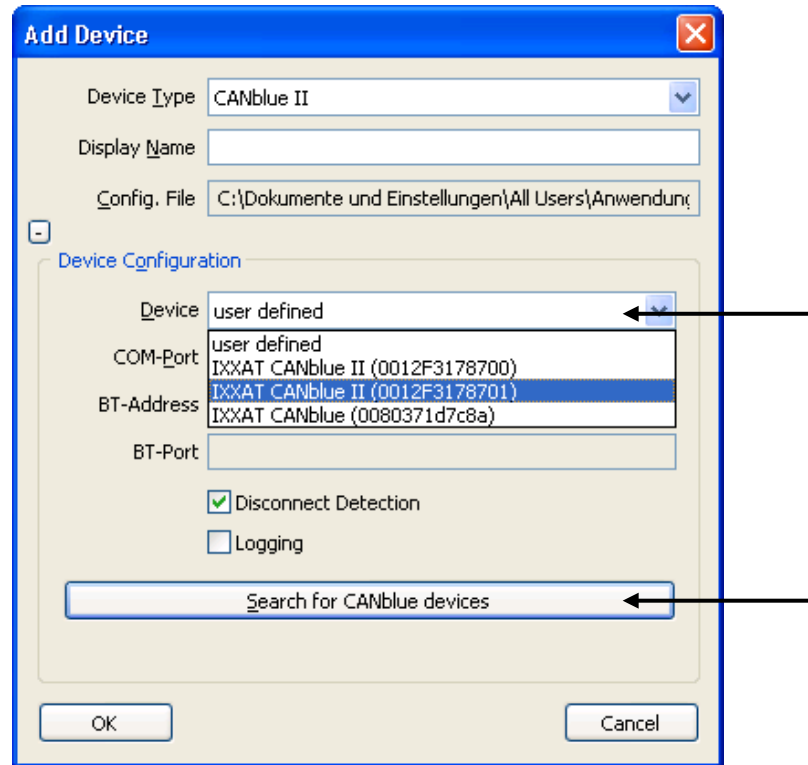 Add Device
Device Type CANblue II
Display Name
Config. File C:\Dokumente und Einstellungen\All Users\Anwendung
-
Device Configuration
Device user defined
user defined
COM-Port IXXAT CANblue II (0012F3178700)
IXXAT CANblue II (0012F3178701)
BT-Address IXXAT CANblue (0080371d7c8a)
BT-Port
Disconnect Detection
Logging
Search for CANblue devices
OK Cancel